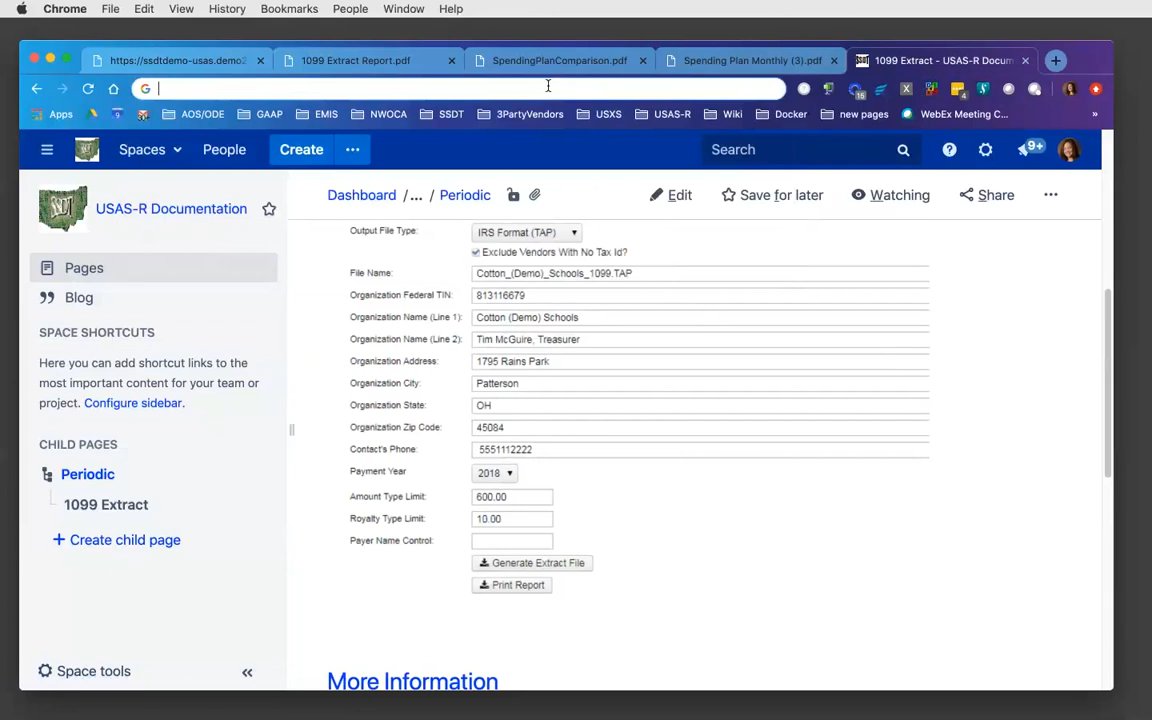 Chrome File Edit View History Bookmarks People Window Help
https://ssdtdemo-usas.demo2 1099 Extract Report.pdf SpendingPlanComparison.pdf Spending Plan Monthly (3).pdf 1099 Extract - USAS-R Docum
Apps AOS/ODE GAAP EMIS NWOCA SSDT 3PartyVendors USXS USAS-R Wiki Docker new pages WebEx Meeting C... »
Spaces People Create ••• Search 9+
USAS-R Documentation
Dashboard /... / Periodic Edit Save for later Watching Share •••
Pages
Blog
SPACE SHORTCUTS
Here you can add shortcut links to the
most important content for your team or
project. Configure sidebar.
CHILD PAGES
Periodic
1099 Extract
+ Create child page
Space tools «
Output File Type: IRS Format (TAP)
Exclude Vendors With No Tax Id?
File Name: Cotton_(Demo)_Schools_1099.TAP
Organization Federal TIN: 813116679
Organization Name (Line 1): Cotton (Demo) Schools
Organization Name (Line 2): Tim McGuire, Treasurer
Organization Address: 1795 Rains Park
Organization City: Patterson
Organization State: OH
Organization Zip Code: 45084
Contact's Phone: 5551112222
Payment Year 2018
Amount Type Limit: 600.00
Royalty Type Limit: 10.00
Payer Name Control:
Generate Extract File
Print Report
More Information